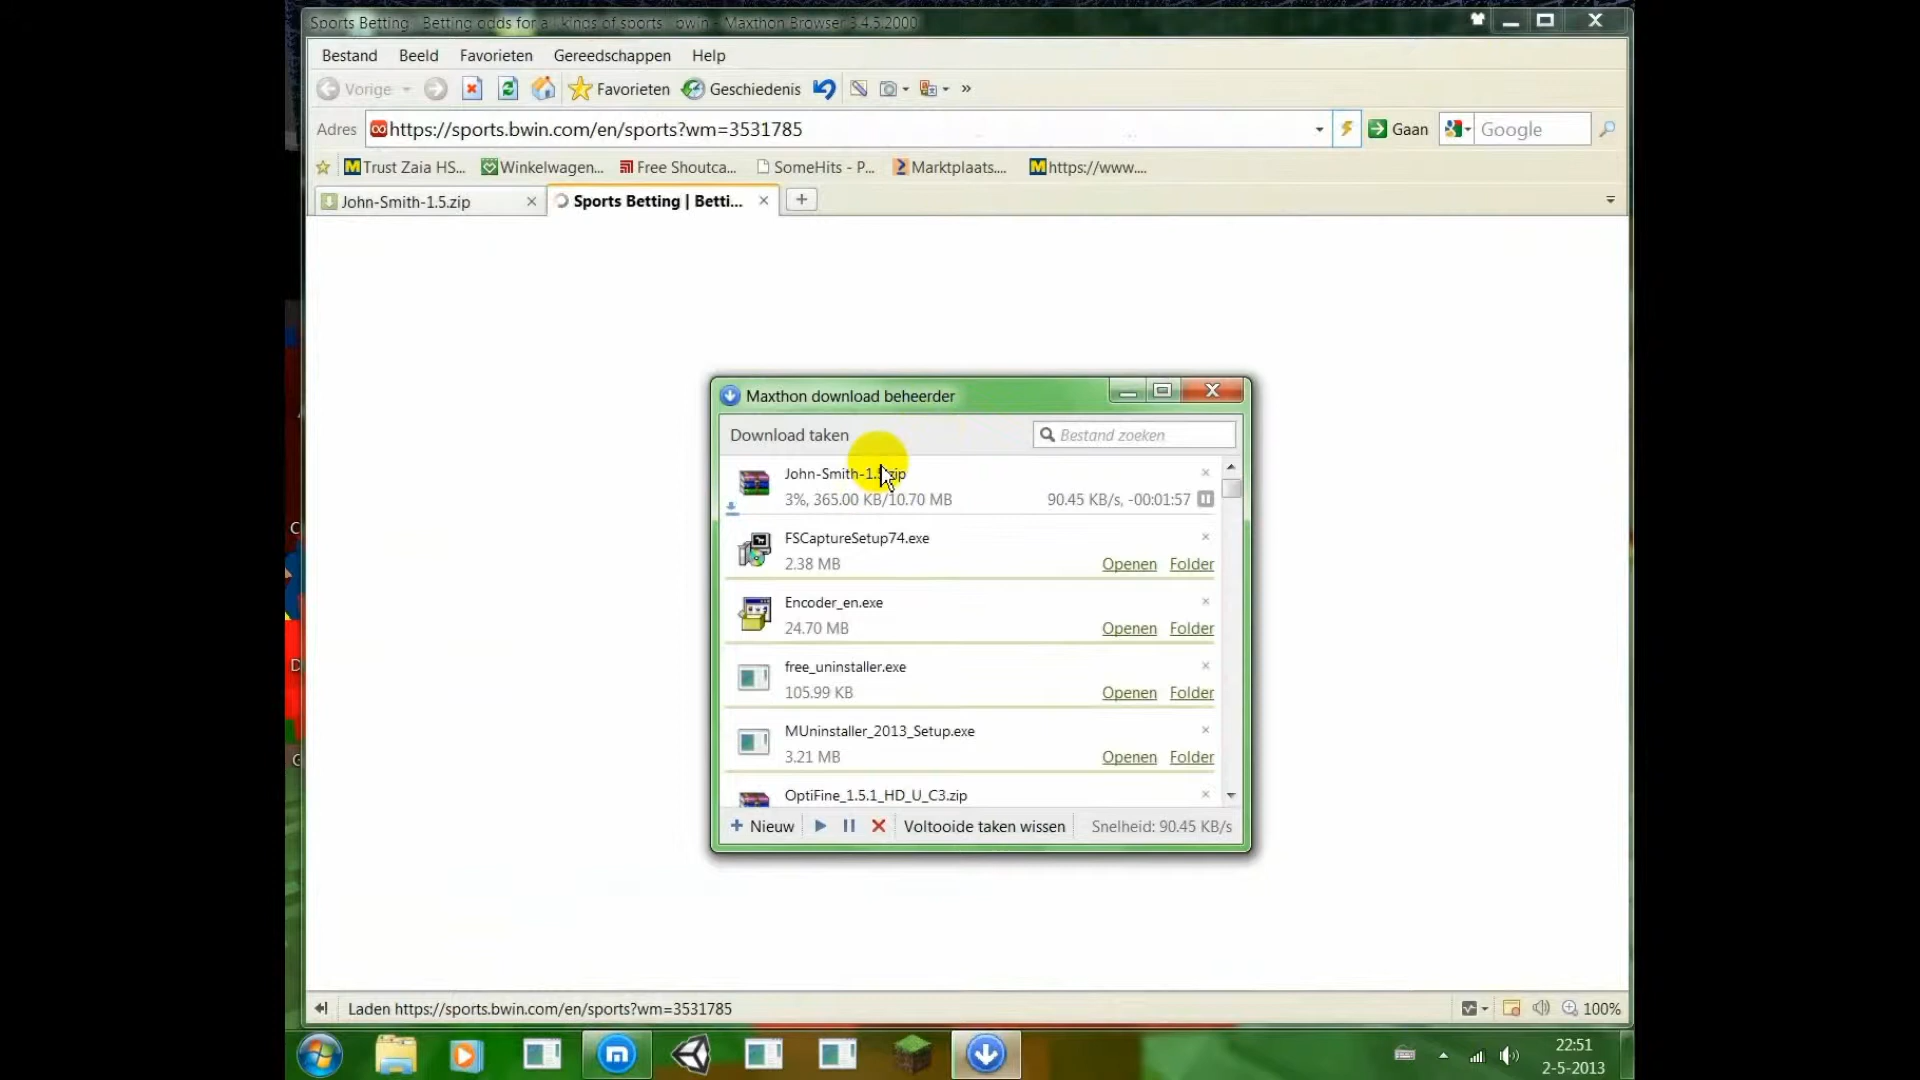 Sports Betting | Betting odds for all kinds of sports - bwin - Maxthon Browser 3.4.5.2000
Bestand Beeld Favorieten Gereedschappen Help
Vorige Favorieten Geschiedenis »
Adres https://sports.bwin.com/en/sports?wm=3531785 Gaan Google
Trust Zaia HS... Winkelwagen... Free Shoutca... SomeHits - P... Marktplaats.... https://www....
John-Smith-1.5.zip Sports Betting | Betti...
Maxthon download beheerder
Download taken Bestand zoeken
John-Smith-1.5.zip
3%, 365.00 KB/10.70 MB 90.45 KB/s, -00:01:57
FSCaptureSetup74.exe
2.38 MB Openen Folder
Encoder_en.exe
24.70 MB Openen Folder
free_uninstaller.exe
105.99 KB Openen Folder
MUninstaller_2013_Setup.exe
3.21 MB Openen Folder
OptiFine_1.5.1_HD_U_C3.zip
Nieuw Voltooide taken wissen Snelheid: 90.45 KB/s
Laden https://sports.bwin.com/en/sports?wm=3531785 100%
22:51
2-5-2013